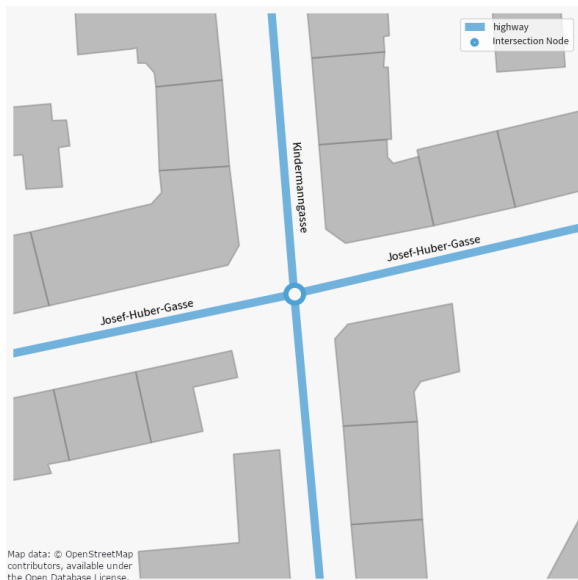 highway
Intersection Node
Kindermanngasse
Josef-Huber-Gasse
Josef-Huber-Gasse
Map data: © OpenStreetMap
contributors, available under
the Open Database License.